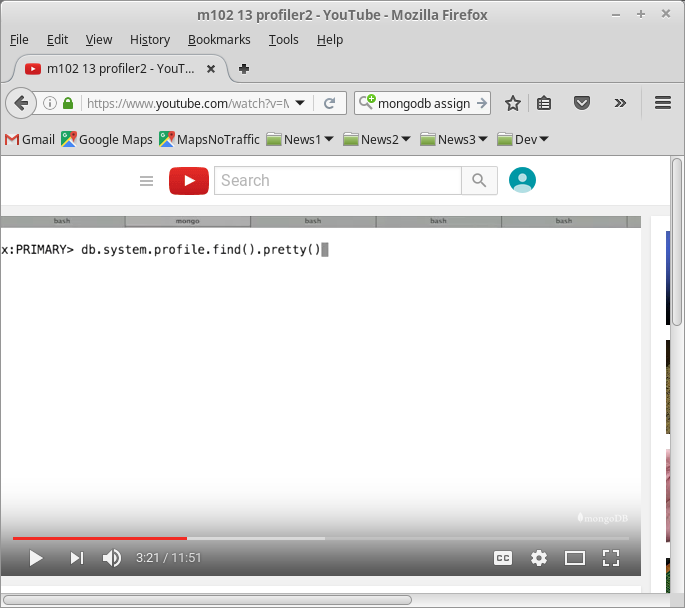 m102 13 profiler2 - YouTube - Mozilla Firefox
File Edit View History Bookmarks Tools Help
m102 13 profiler2 - YouT...
https://www.youtube.com/watch?v=M
mongodb assign
Gmail Google Maps MapsNoTraffic News1 News2 News3 Dev
Search
bash mongo bash bash bash
x:PRIMARY> db.system.profile.find().pretty()
mongoDB
3:21 / 11:51 CC